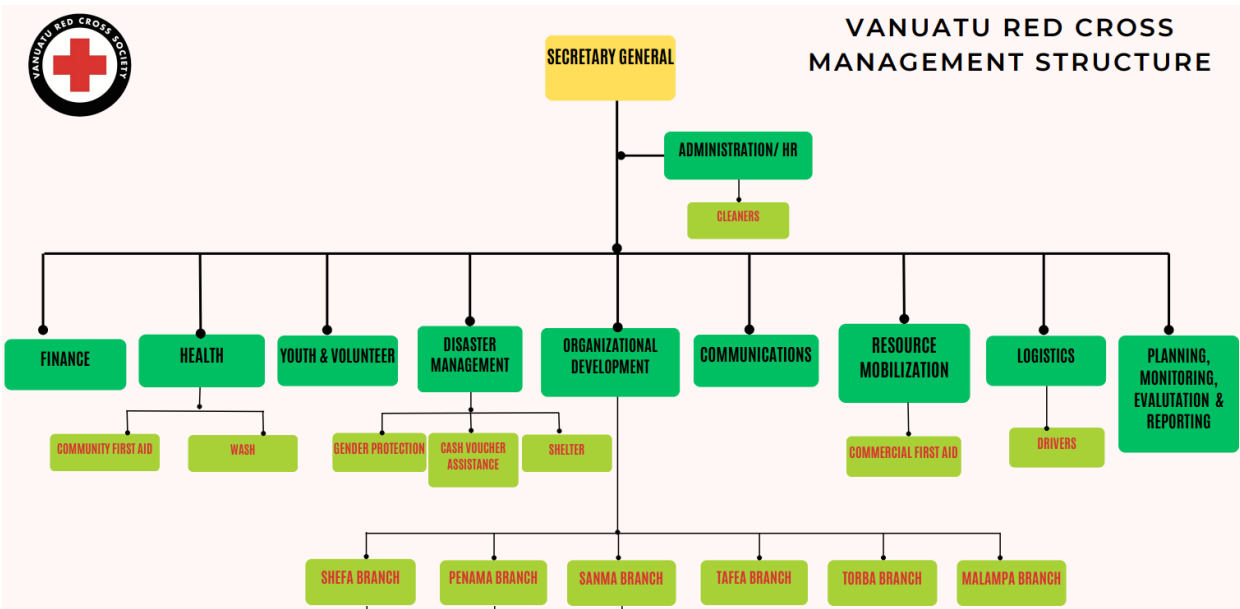 VANUATU RED CROSS SOCIETY
VANUATU RED CROSS
MANAGEMENT STRUCTURE
SECRETARY GENERAL
ADMINISTRATION/ HR
CLEANERS
FINANCE
HEALTH
YOUTH & VOLUNTEER
DISASTER
MANAGEMENT
ORGANIZATIONAL
DEVELOPMENT
COMMUNICATIONS
RESOURCE
MOBILIZATION
LOGISTICS
PLANNING,
MONITORING,
EVALUTATION &
REPORTING
COMMUNITY FIRST AID
WASH
GENDER PROTECTION
CASH VOUCHER
ASSISTANCE
SHELTER
COMMERCIAL FIRST AID
DRIVERS
SHEFA BRANCH
PENAMA BRANCH
SANMA BRANCH
TAFEA BRANCH
TORBA BRANCH
MALAMPA BRANCH